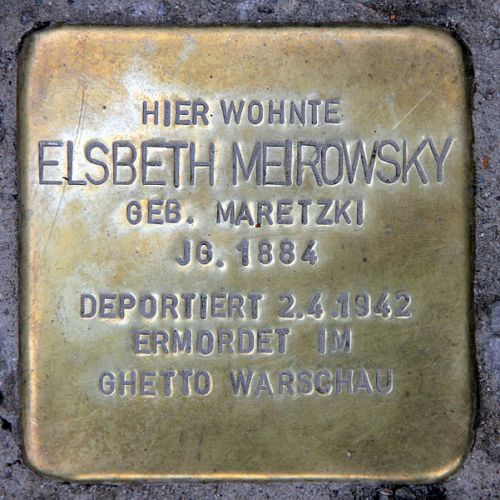 HIER WOHNTE
ELSBETH MEIROWSKY
GEB. MARETZKI
JG. 1884
DEPORTIERT 2.4.1942
ERMORDET IM
GHETTO WARSCHAU